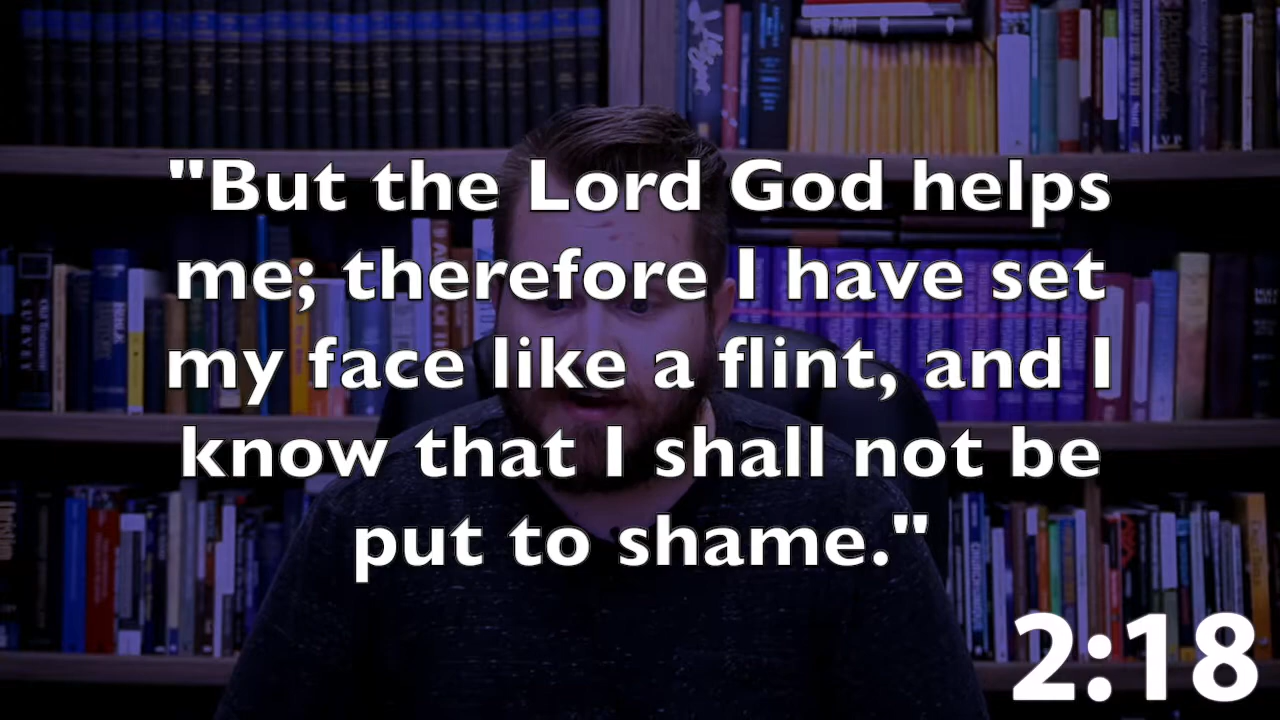 "But the Lord God helps
me; therefore I have set
my face like a flint, and I
know that I shall not be
put to shame."
2:18